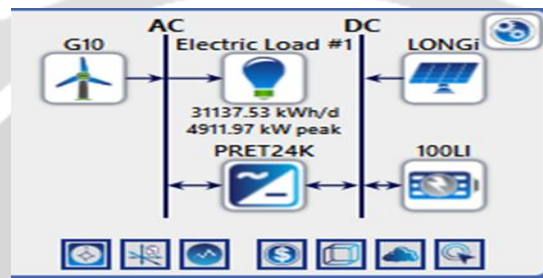 AC
DC
G10
Electric Load #1
LONGi
31137.53 kWh/d
4911.97 kW peak
PRET24K
100LI